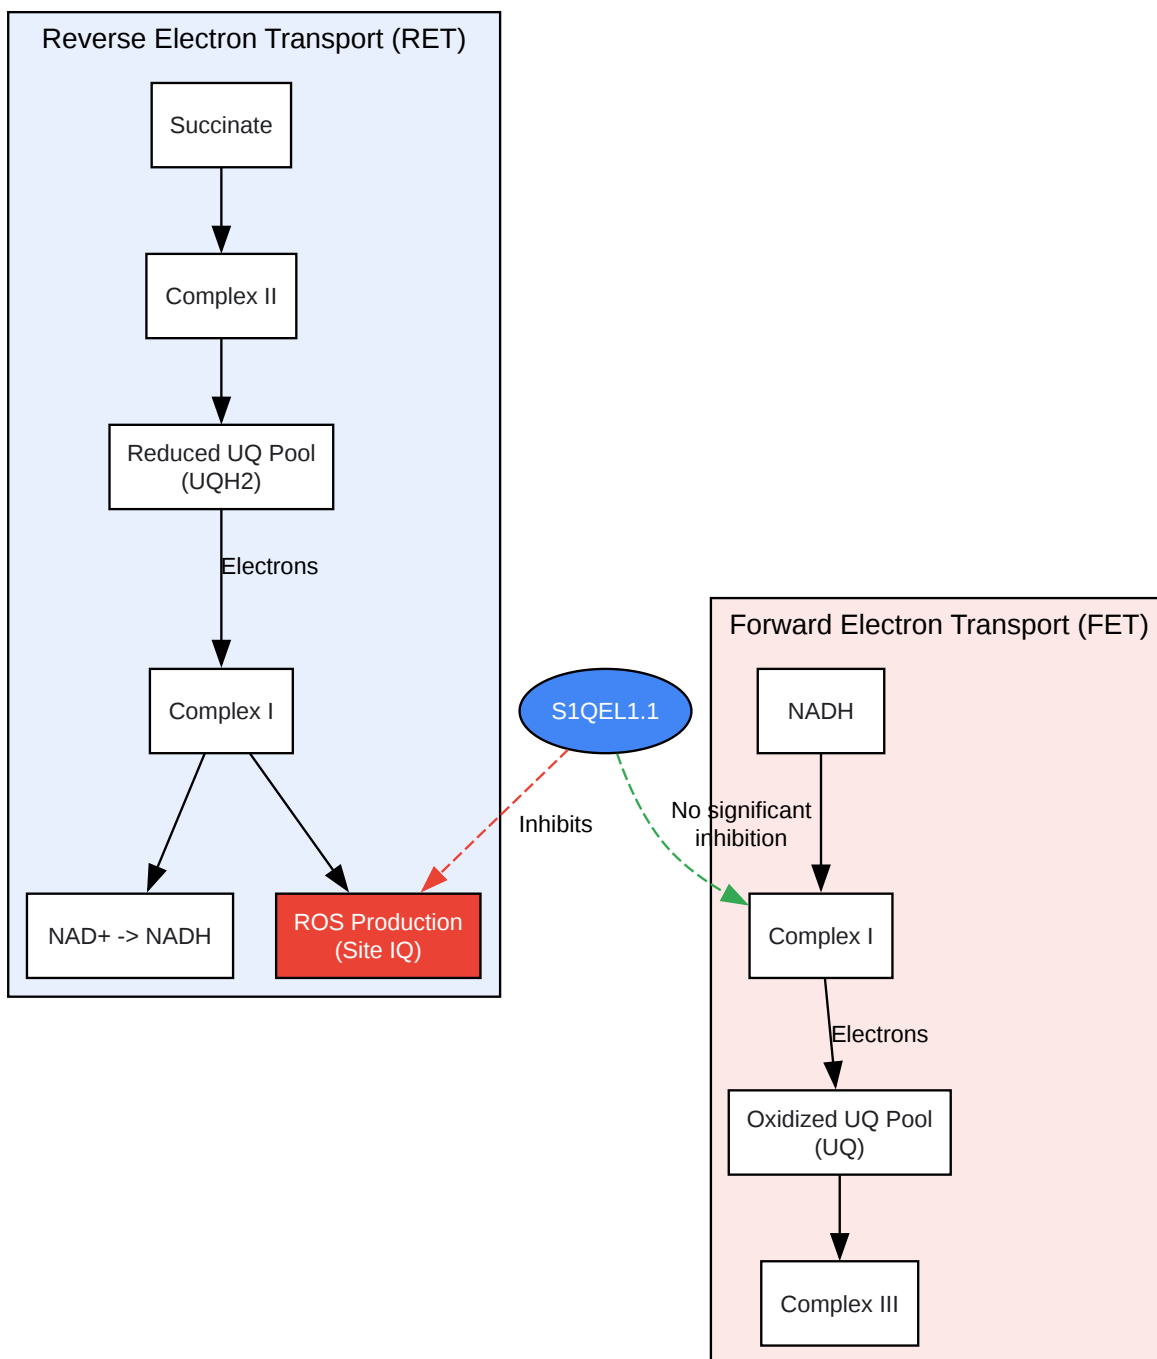 Reverse Electron Transport (RET)
Succinate
Complex II
Reduced UQ Pool
(UQH2)
Electrons
Complex I
NAD+ -> NADH
ROS Production
(Site IQ)
S1QEL1.1
Inhibits
No significant
inhibition
Forward Electron Transport (FET)
NADH
Complex I
Electrons
Oxidized UQ Pool
(UQ)
Complex III